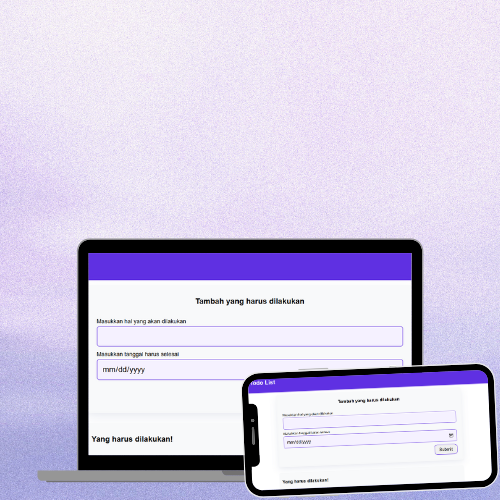 Tambah yang harus dilakukan
Masukkan hal yang akan dilakukan
Masukkan tanggal harus selesai
mm/dd/yyyy
Yang harus dilakukan!
Todo List
Tambah yang harus dilakukan
Masukkan hal yang akan dilakukan
Masukkan tanggal harus selesai
mm/dd/yyyy
Submit
Yang harus dilakukan!